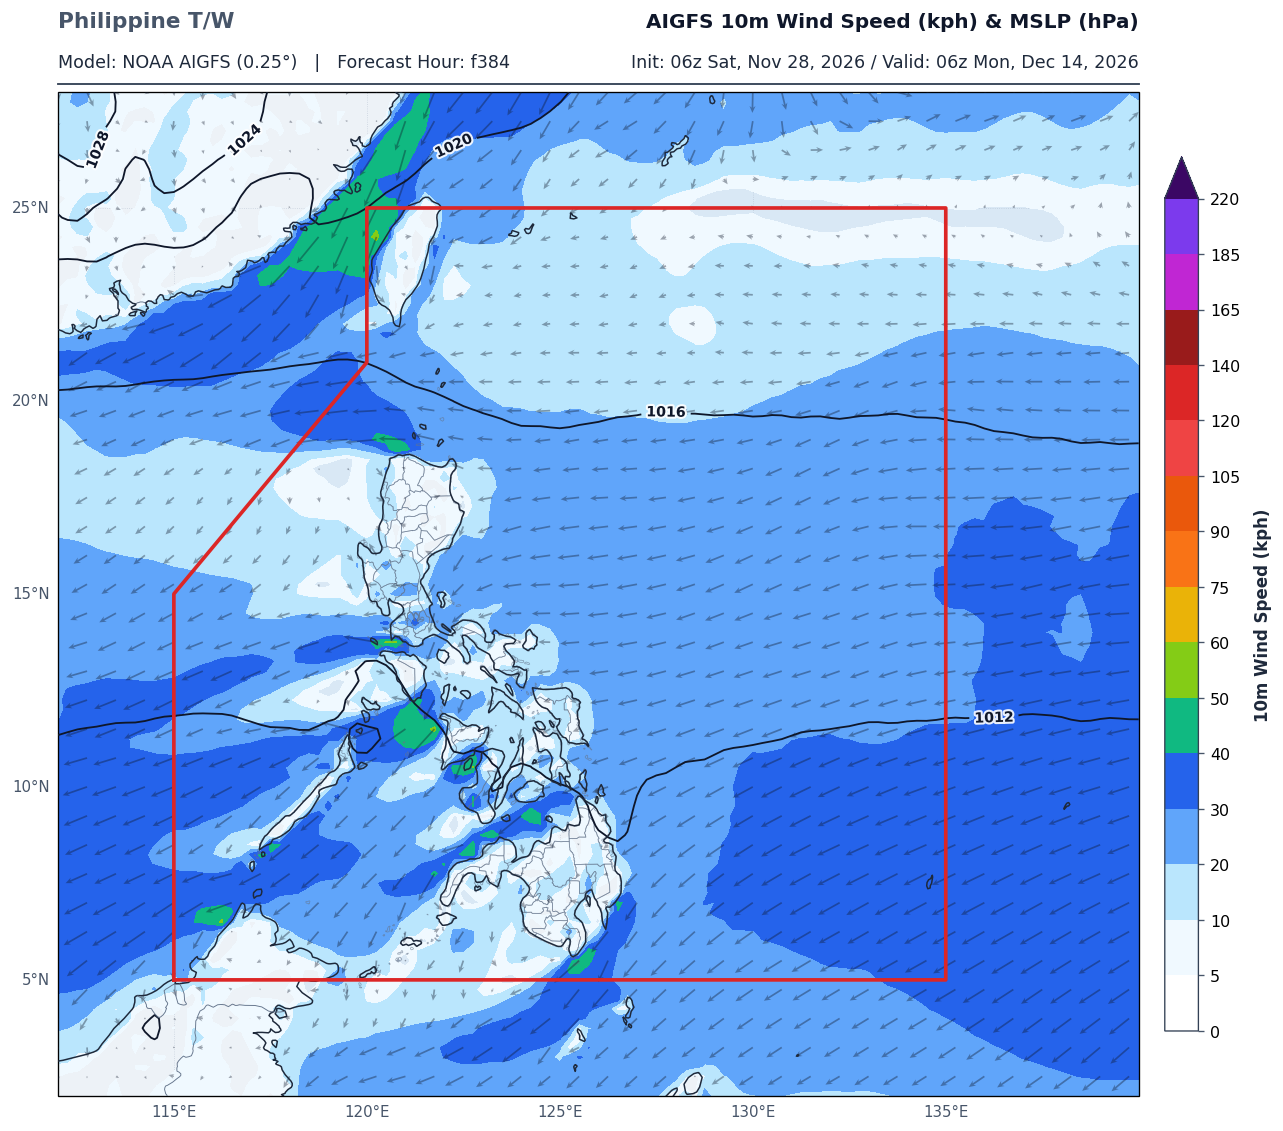 Philippine T/W
AIGFS 10m Wind Speed (kph) & MSLP (hPa)
Model: NOAA AIGFS (0.25°) | Forecast Hour: f384
Init: 06z Sat, Nov 28, 2026 / Valid: 06z Mon, Dec 14, 2026
1028
1024
1020
1016
1012
25°N
20°N
15°N
10°N
5°N
115°E
120°E
125°E
130°E
135°E
220
185
165
140
120
105
90
75
60
50
40
30
20
10
5
0
10m Wind Speed (kph)